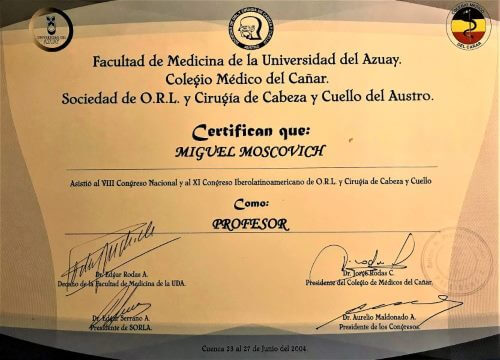 UNIVERSIDAD DEL
AZUAY
Facultad de Medicina de la Universidad del Azuay.
Colegio Médico del Cañar.
Sociedad de O.R.L. y Cirugía de Cabeza y Cuello del Austro.
Certifican que:
MIGUEL MOSCOVICH
Asistió al VIII Congreso Nacional y al XI Congreso Iberolatinoamericano de O.R.L. y Cirugía de Cabeza y Cuello
Como:
PROFESOR
Dr. Edgar Rodas A.
Decano de la Facultad de Medicina de la UDA.
Dr. Jorge Rodas C.
Presidente del Colegio de Médicos del Cañar.
Dr. Edgar Serrano A.
Presidente de SORLA.
Dr. Aurelio Maldonado A.
Presidente de los Congresos.
Cuenca 23 al 27 de Junio del 2004.